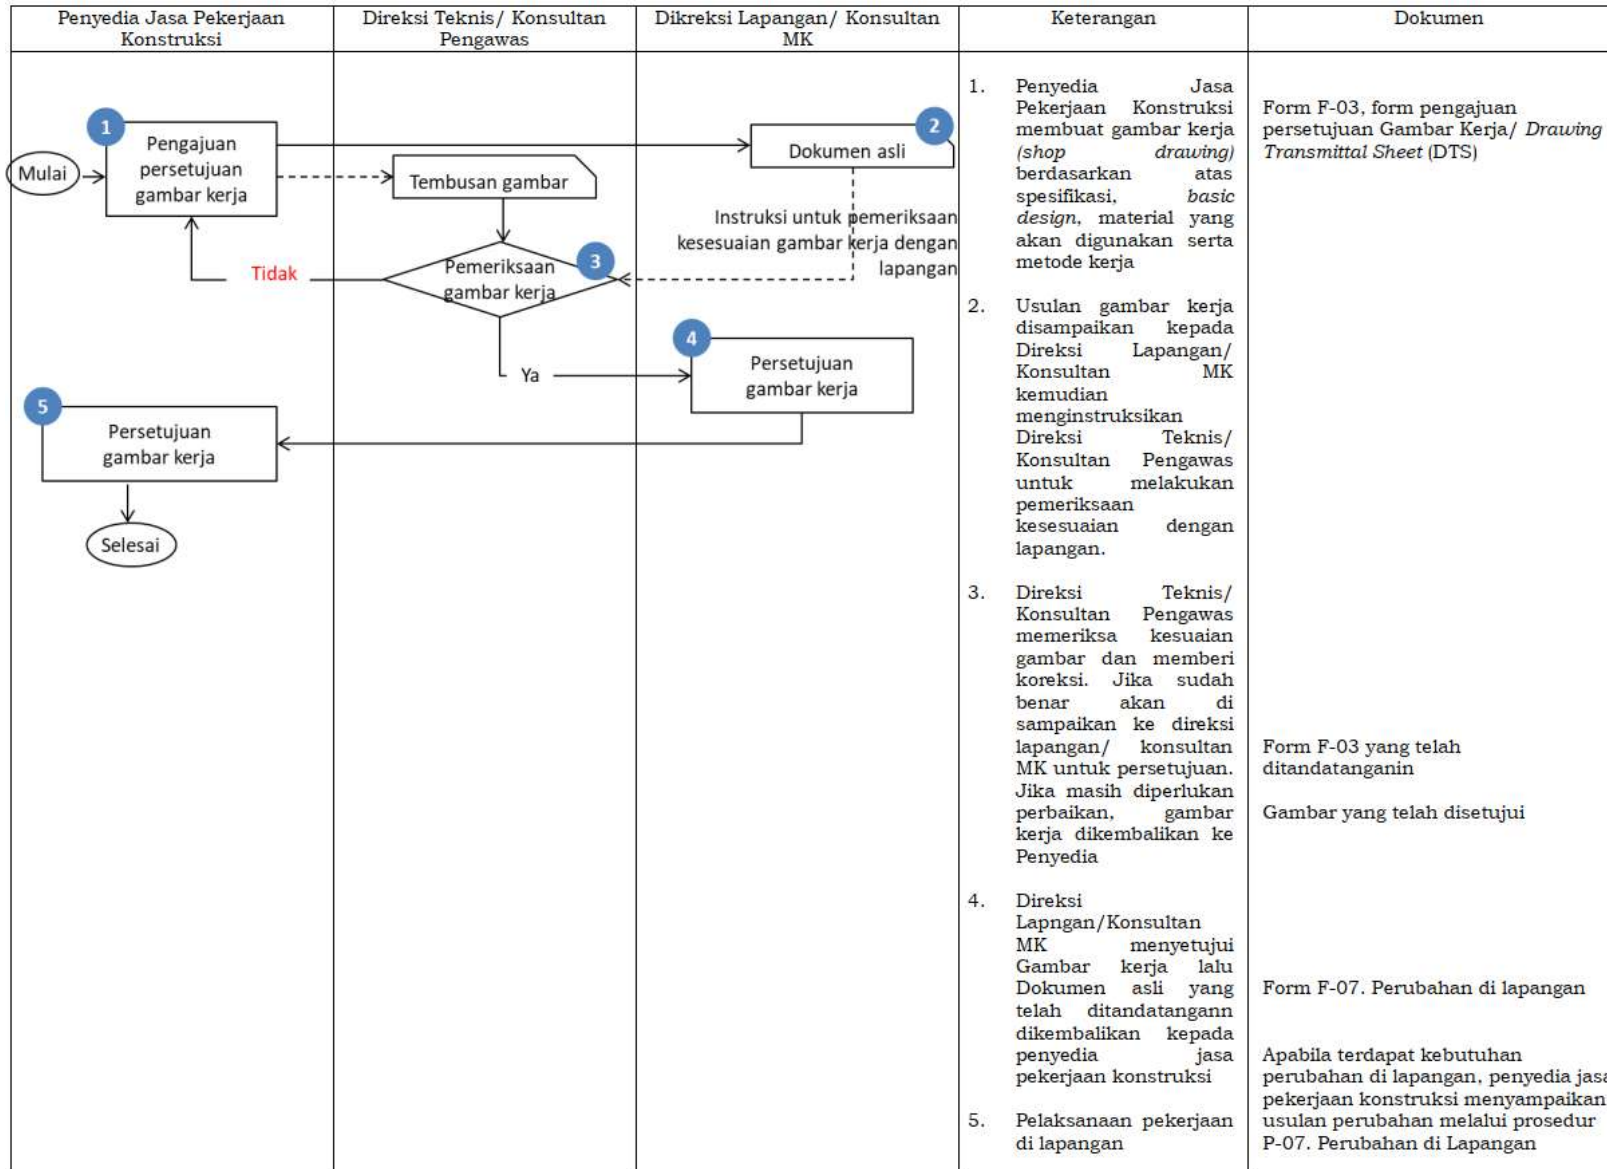 Penyedia Jasa Pekerjaan
Konstruksi
Direksi Teknis/ Konsultan
Pengawas
Dikreksi Lapangan/ Konsultan
MK
Keterangan
Dokumen
Mulai
1
Pengajuan
persetujuan
gambar kerja
Tembusan gambar
2
Dokumen asli
Instruksi untuk pemeriksaan
kesesuaian gambar kerja dengan
lapangan
3
Pemeriksaan
gambar kerja
Tidak
Ya
4
Persetujuan
gambar kerja
5
Persetujuan
gambar kerja
Selesai
1. Penyedia Jasa
Pekerjaan Konstruksi
membuat gambar kerja
(shop drawing)
berdasarkan atas
spesifikasi, basic
design, material yang
akan digunakan serta
metode kerja
2. Usulan gambar kerja
disampaikan kepada
Direksi Lapangan/
Konsultan MK
kemudian
menginstruksikan
Direksi Teknis/
Konsultan Pengawas
untuk melakukan
pemeriksaan
kesesuaian dengan
lapangan.
3. Direksi Teknis/
Konsultan Pengawas
memeriksa kesuaian
gambar dan memberi
koreksi. Jika sudah
benar akan di
sampaikan ke direksi
lapangan/ konsultan
MK untuk persetujuan.
Jika masih diperlukan
perbaikan, gambar
kerja dikembalikan ke
Penyedia
4. Direksi
Lapngan/Konsultan
MK menyetujui
Gambar kerja lalu
Dokumen asli yang
telah ditandatangann
dikembalikan kepada
penyedia jasa
pekerjaan konstruksi
5. Pelaksanaan pekerjaan
di lapangan
Form F-03, form pengajuan
persetujuan Gambar Kerja/ Drawing
Transmittal Sheet (DTS)
Form F-03 yang telah
ditandatanganin
Gambar yang telah disetujui
Form F-07. Perubahan di lapangan
Apabila terdapat kebutuhan
perubahan di lapangan, penyedia jasa
pekerjaan konstruksi menyampaikan
usulan perubahan melalui prosedur
P-07. Perubahan di Lapangan